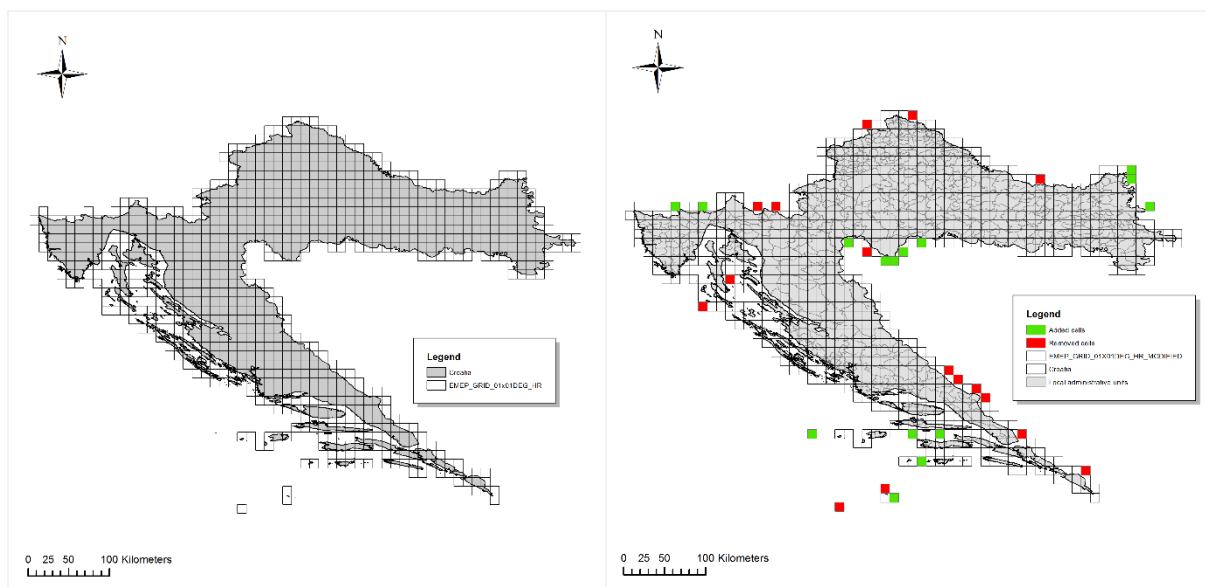 N
Legend
Croatia
EMEP_GRID_01x01DEG_HR
0 25 50 100 Kilometers
N
Legend
Added cells
Removed cells
EMEP_GRID_01x01DEG_HR_MODIFIED
Croatia
Local administrative units
0 25 50 100 Kilometers